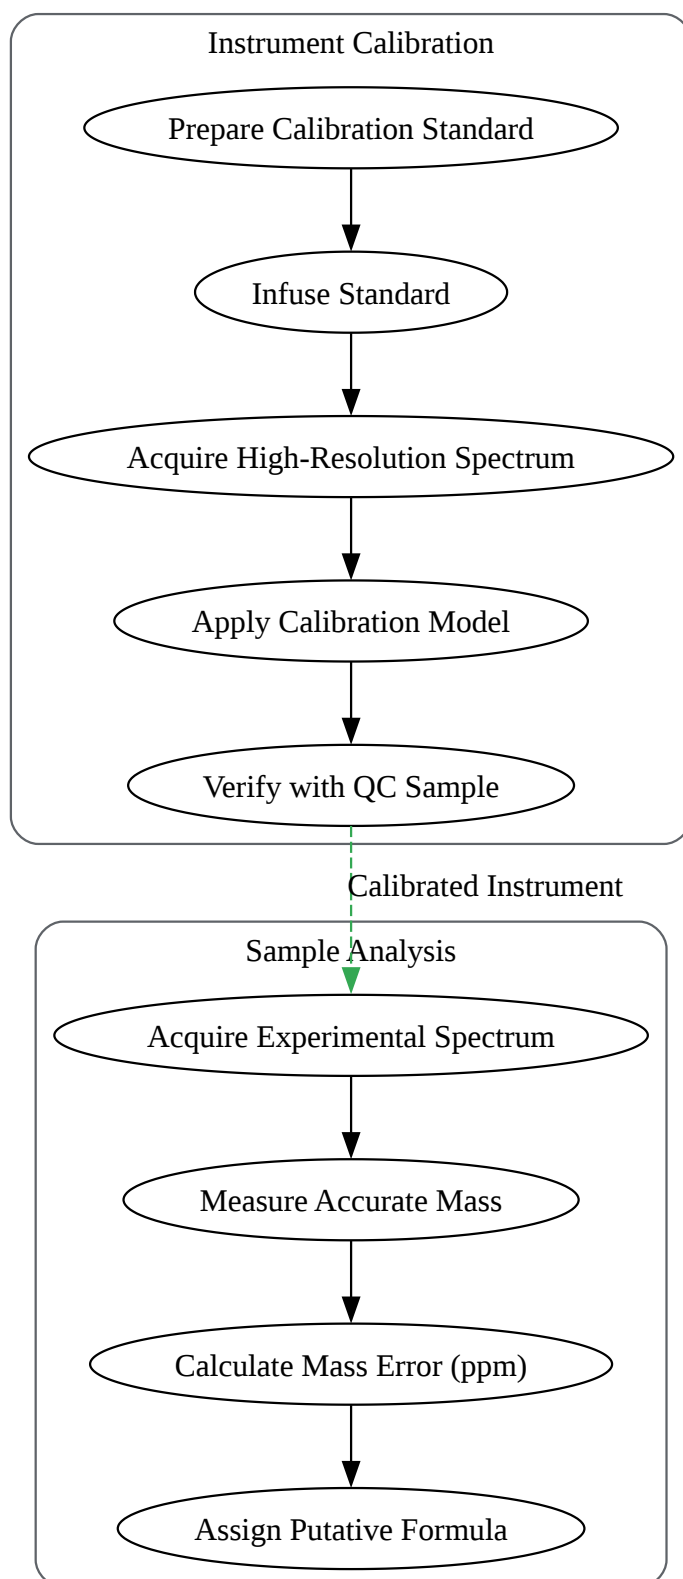 Instrument Calibration
Prepare Calibration Standard
Infuse Standard
Acquire High-Resolution Spectrum
Apply Calibration Model
Verify with QC Sample
Calibrated Instrument
Sample Analysis
Acquire Experimental Spectrum
Measure Accurate Mass
Calculate Mass Error (ppm)
Assign Putative Formula